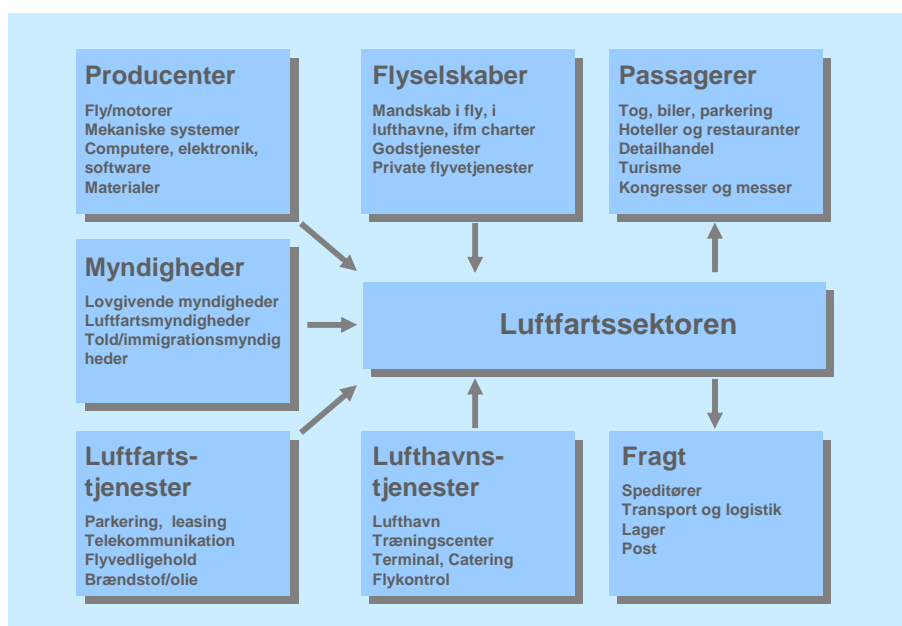 Producenter
Fly/motorer
Mekaniske systemer
Computere, elektronik,
software
Materialer
Flyselskaber
Mandskab i fly, i
lufthavne, ifm charter
Godstjenester
Private flyvetjenester
Passagerer
Tog, biler, parkering
Hoteller og restauranter
Detailhandel
Turisme
Kongresser og messer
Myndigheder
Lovgivende myndigheder
Luftfartsmyndigheder
Told/immigrationsmyndig
heder
Luftfartssektoren
Luftfarts-
tjenester
Parkering, leasing
Telekommunikation
Flyvedligehold
Brændstof/olie
Lufthavns-
tjenester
Lufthavn
Træningscenter
Terminal, Catering
Flykontrol
Fragt
Speditører
Transport og logistik
Lager
Post